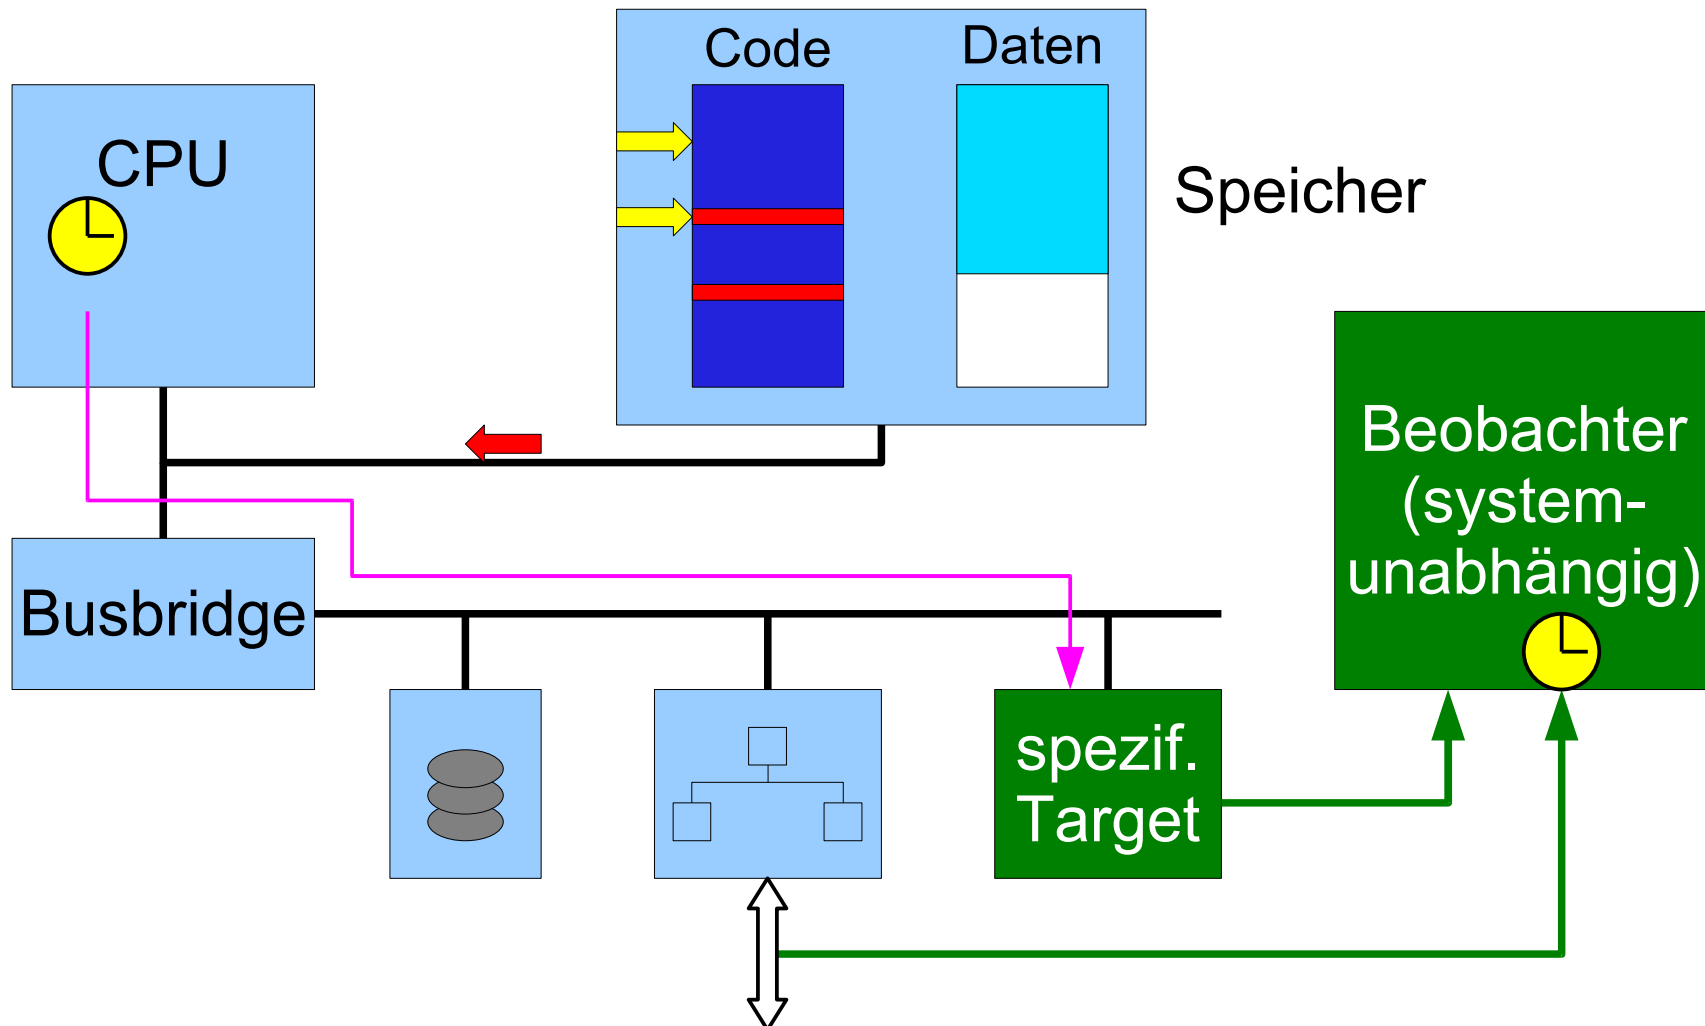 Code
Daten
CPU
Speicher
Beobachter
(system-
unabhängig)
Busbridge
spezif.
Target